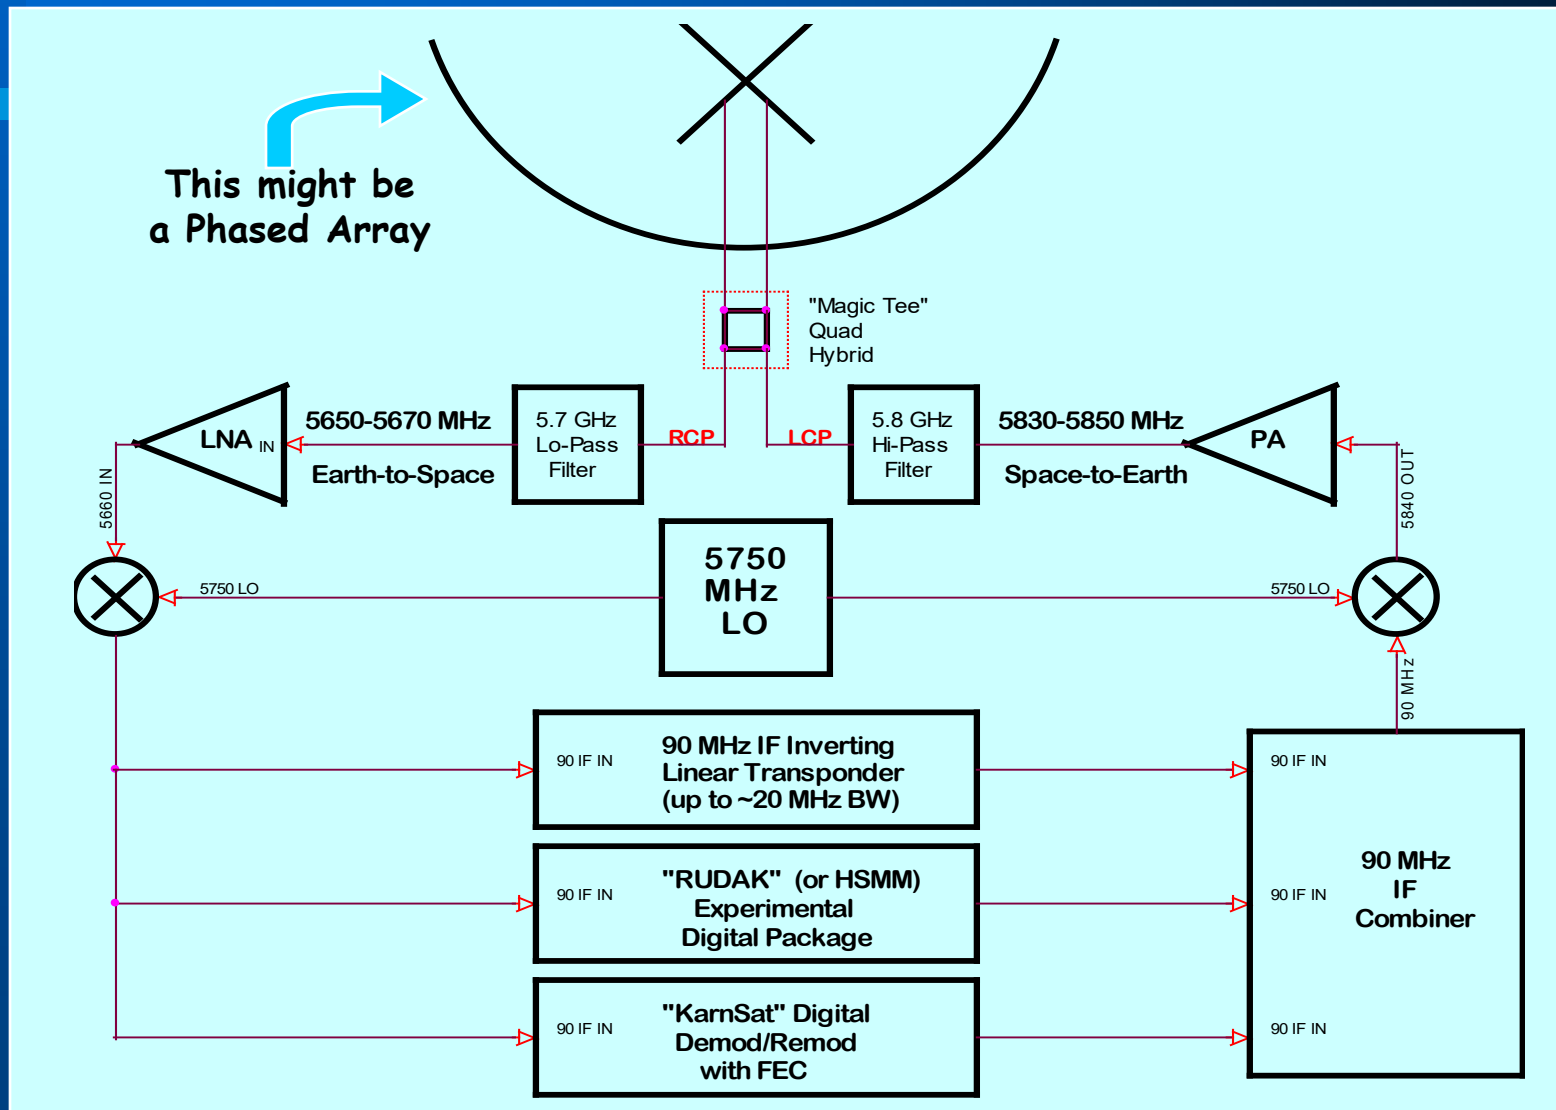 This might be
a Phased Array
"Magic Tee"
Quad
Hybrid
LNA IN
5650-5670 MHz
Earth-to-Space
5.7 GHz
Lo-Pass
Filter
RCP
LCP
5.8 GHz
Hi-Pass
Filter
5830-5850 MHz
Space-to-Earth
PA
5660 IN
5840 OUT
5750 LO
5750
MHz
LO
5750 LO
90 MHz
90 IF IN
90 MHz IF Inverting
Linear Transponder
(up to ~20 MHz BW)
90 IF IN
90 IF IN
"RUDAK" (or HSMM)
Experimental
Digital Package
90 IF IN
90 MHz
IF
Combiner
90 IF IN
"KarnSat" Digital
Demod/Remod
with FEC
90 IF IN